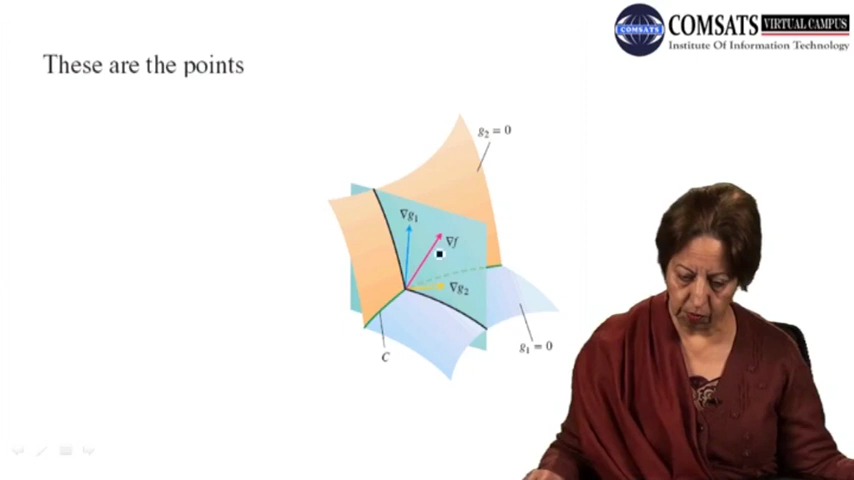 COMSATS VIRTUAL CAMPUS
COMSATS
Institute Of Information Technology
These are the points
g₂ = 0
∇g₁
∇f
∇g₂
g₁ = 0
C